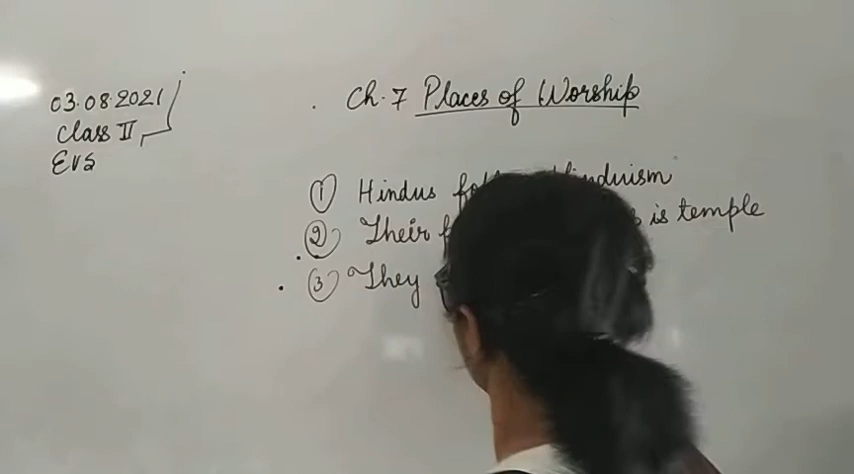 03.08.2021
Class II
EVS
Ch. 7 Places of Worship
① Hindus Hinduism
② Their is temple
③ They